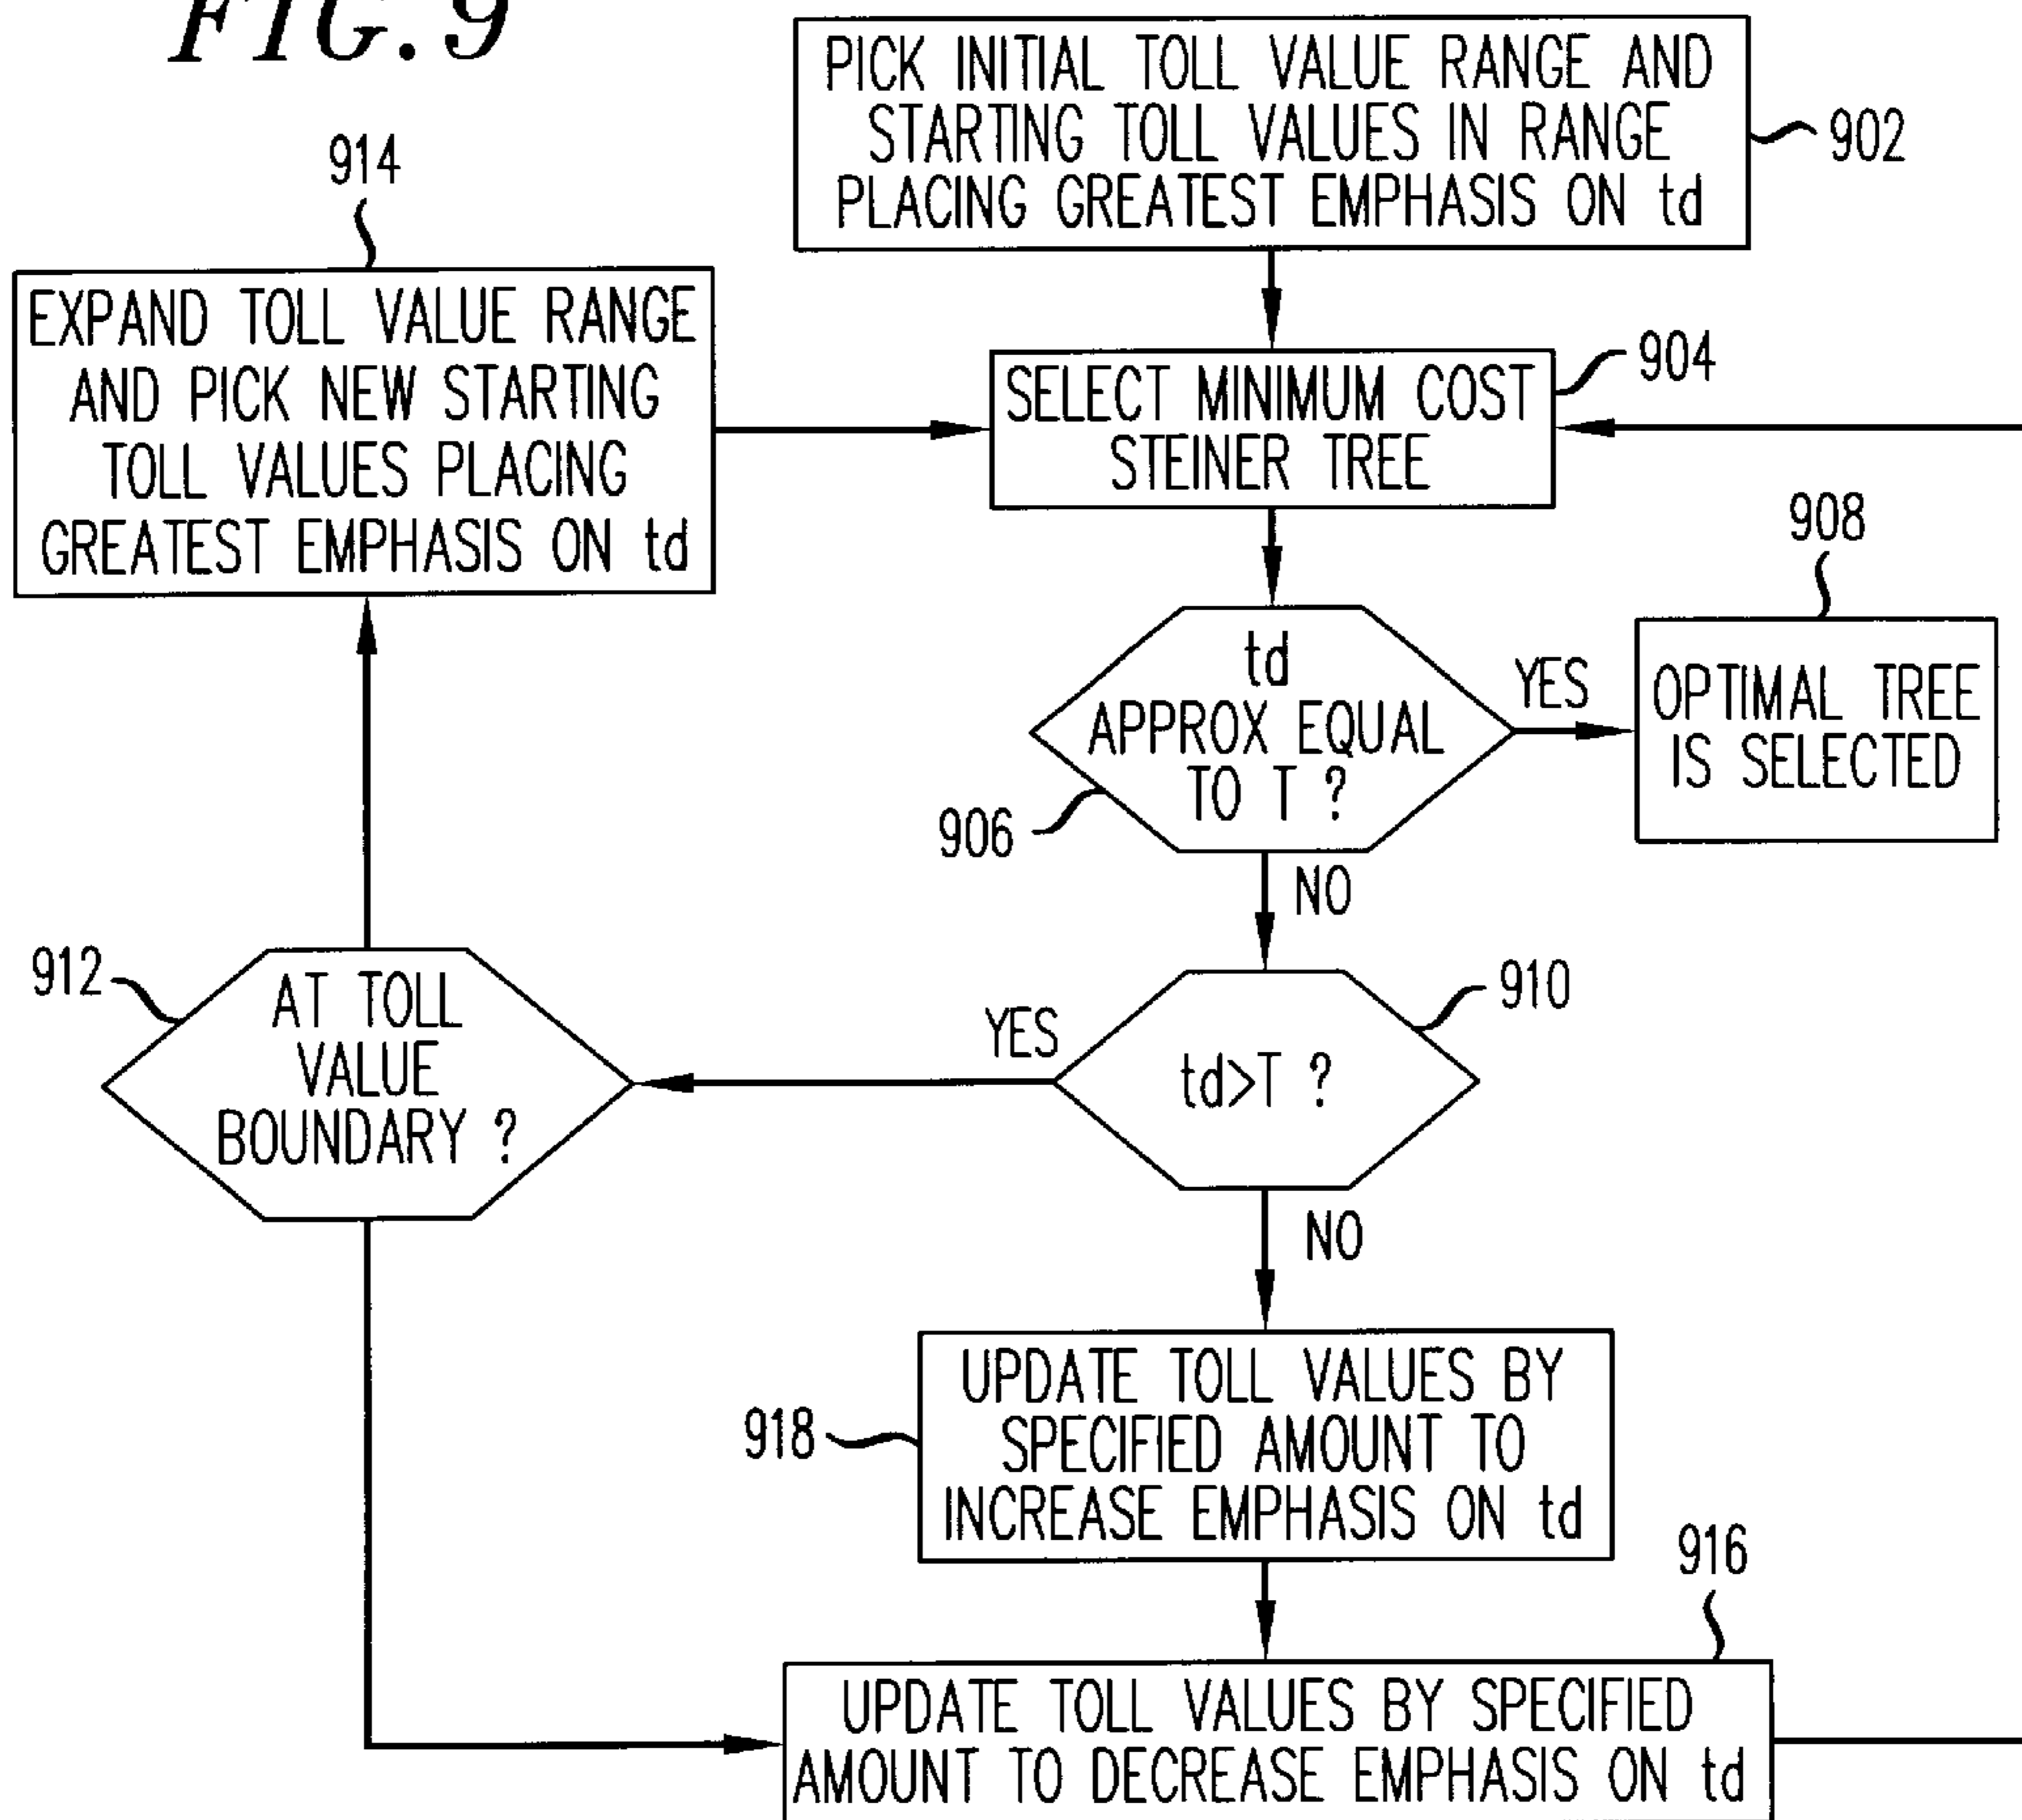 FIG. 9
PICK INITIAL TOLL VALUE RANGE AND
STARTING TOLL VALUES IN RANGE
PLACING GREATEST EMPHASIS ON td
902
914
EXPAND TOLL VALUE RANGE
AND PICK NEW STARTING
TOLL VALUES PLACING
GREATEST EMPHASIS ON td
SELECT MINIMUM COST
STEINER TREE
904
td
APPROX EQUAL
TO T ?
906
YES
908
OPTIMAL TREE
IS SELECTED
NO
912
AT TOLL
VALUE
BOUNDARY ?
YES
td>T ?
910
NO
UPDATE TOLL VALUES BY
SPECIFIED AMOUNT TO
INCREASE EMPHASIS ON td
918
916
UPDATE TOLL VALUES BY SPECIFIED
AMOUNT TO DECREASE EMPHASIS ON td